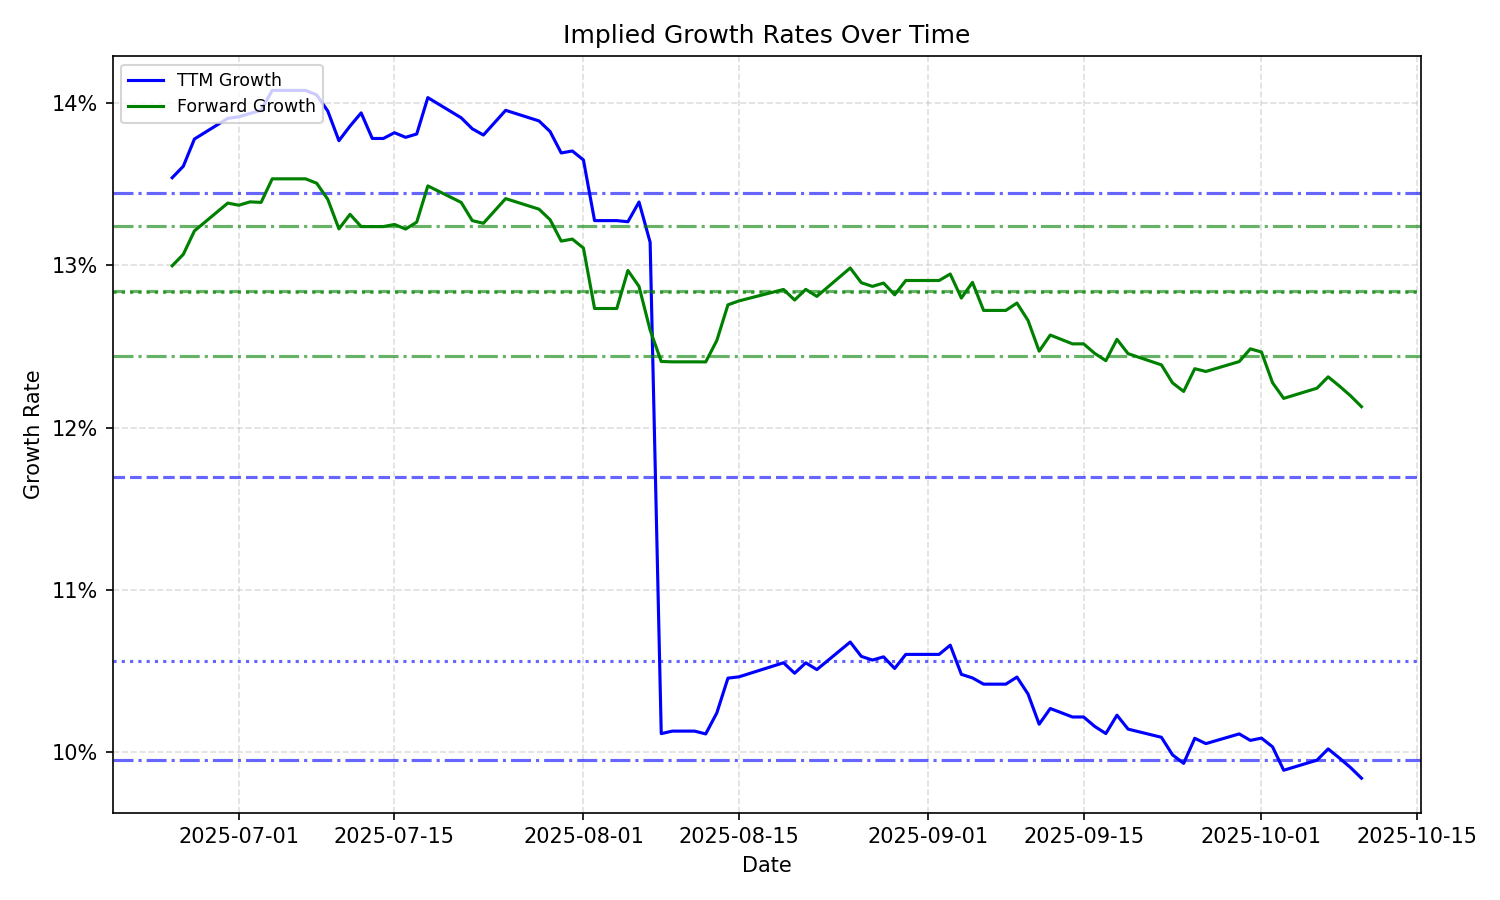 Implied Growth Rates Over Time
TTM Growth
Forward Growth
14%
13%
12%
11%
10%
Growth Rate
2025-07-01
2025-07-15
2025-08-01
2025-08-15
2025-09-01
2025-09-15
2025-10-01
2025-10-15
Date